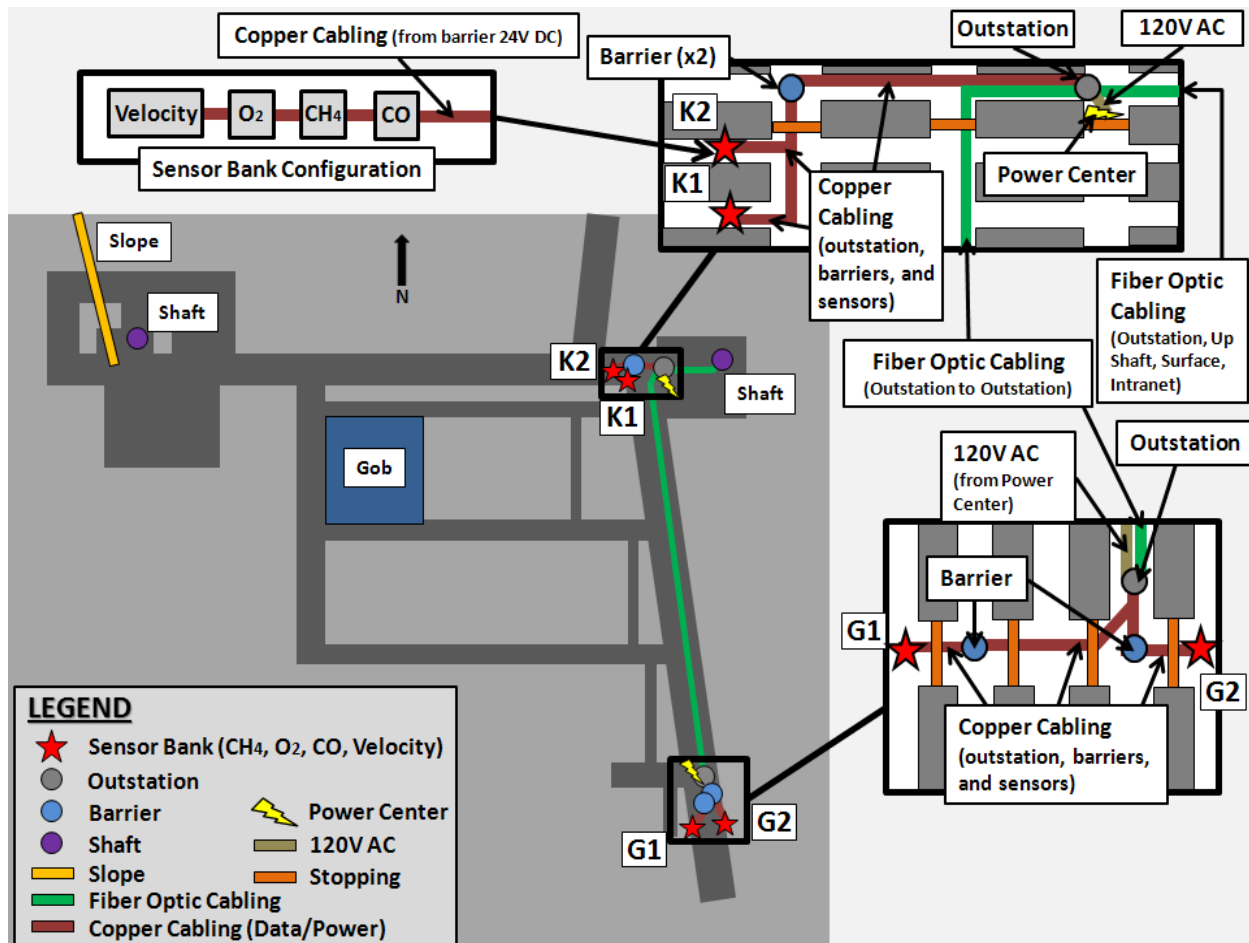 Copper Cabling (from barrier 24V DC)
Velocity
O2
CH4
CO
Sensor Bank Configuration
Barrier (x2)
Outstation
120V AC
K2
K1
Copper
Cabling
(outstation,
barriers, and
sensors)
Power Center
Fiber Optic
Cabling
(Outstation, Up
Shaft, Surface,
Intranet)
Fiber Optic Cabling
(Outstation to Outstation)
Slope
Shaft
N
K2
K1
Shaft
Gob
120V AC
(from Power
Center)
Outstation
Barrier
G1
G2
Copper Cabling
(outstation, barriers,
and sensors)
G1
G2
LEGEND
Sensor Bank (CH4, O2, CO, Velocity)
Outstation
Barrier
Power Center
Shaft
120V AC
Slope
Stopping
Fiber Optic Cabling
Copper Cabling (Data/Power)